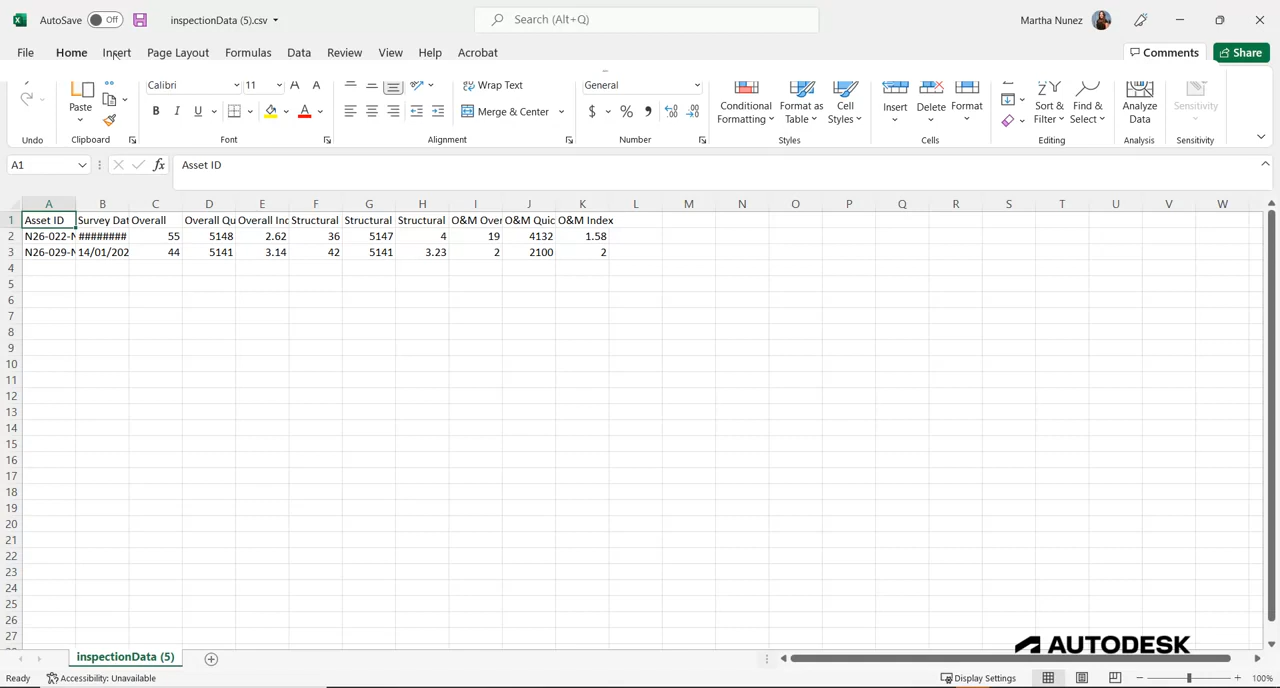 AutoSave Off inspectionData (5).csv Search (Alt+Q) Martha Nunez
File Home Insert Page Layout Formulas Data Review View Help Acrobat Comments Share
Calibri 11 A A Wrap Text General
Paste B I U A Merge & Center $ % Conditional Formatting Format as Table Cell Styles Insert Delete Format Sort & Filter Find & Select Analyze Data Sensitivity
Undo Clipboard Font Alignment Number Styles Cells Editing Analysis Sensitivity
A1 fx Asset ID
A B C D E F G H I J K L M N O P Q R S T U V W
1 Asset ID Survey Dat Overall Overall Qu Overall Inc Structural Structural Structural O&M Over O&M Quic O&M Index
2 N26-022-N ######## 55 5148 2.62 36 5147 4 19 4132 1.58
3 N26-029-N 14/01/202 44 5141 3.14 42 5141 3.23 2 2100 2
4
5
6
7
8
9
10
11
12
13
14
15
16
17
18
19
20
21
22
23
24
25
26
27
AUTODESK
inspectionData (5)
Ready Accessibility: Unavailable Display Settings 100%